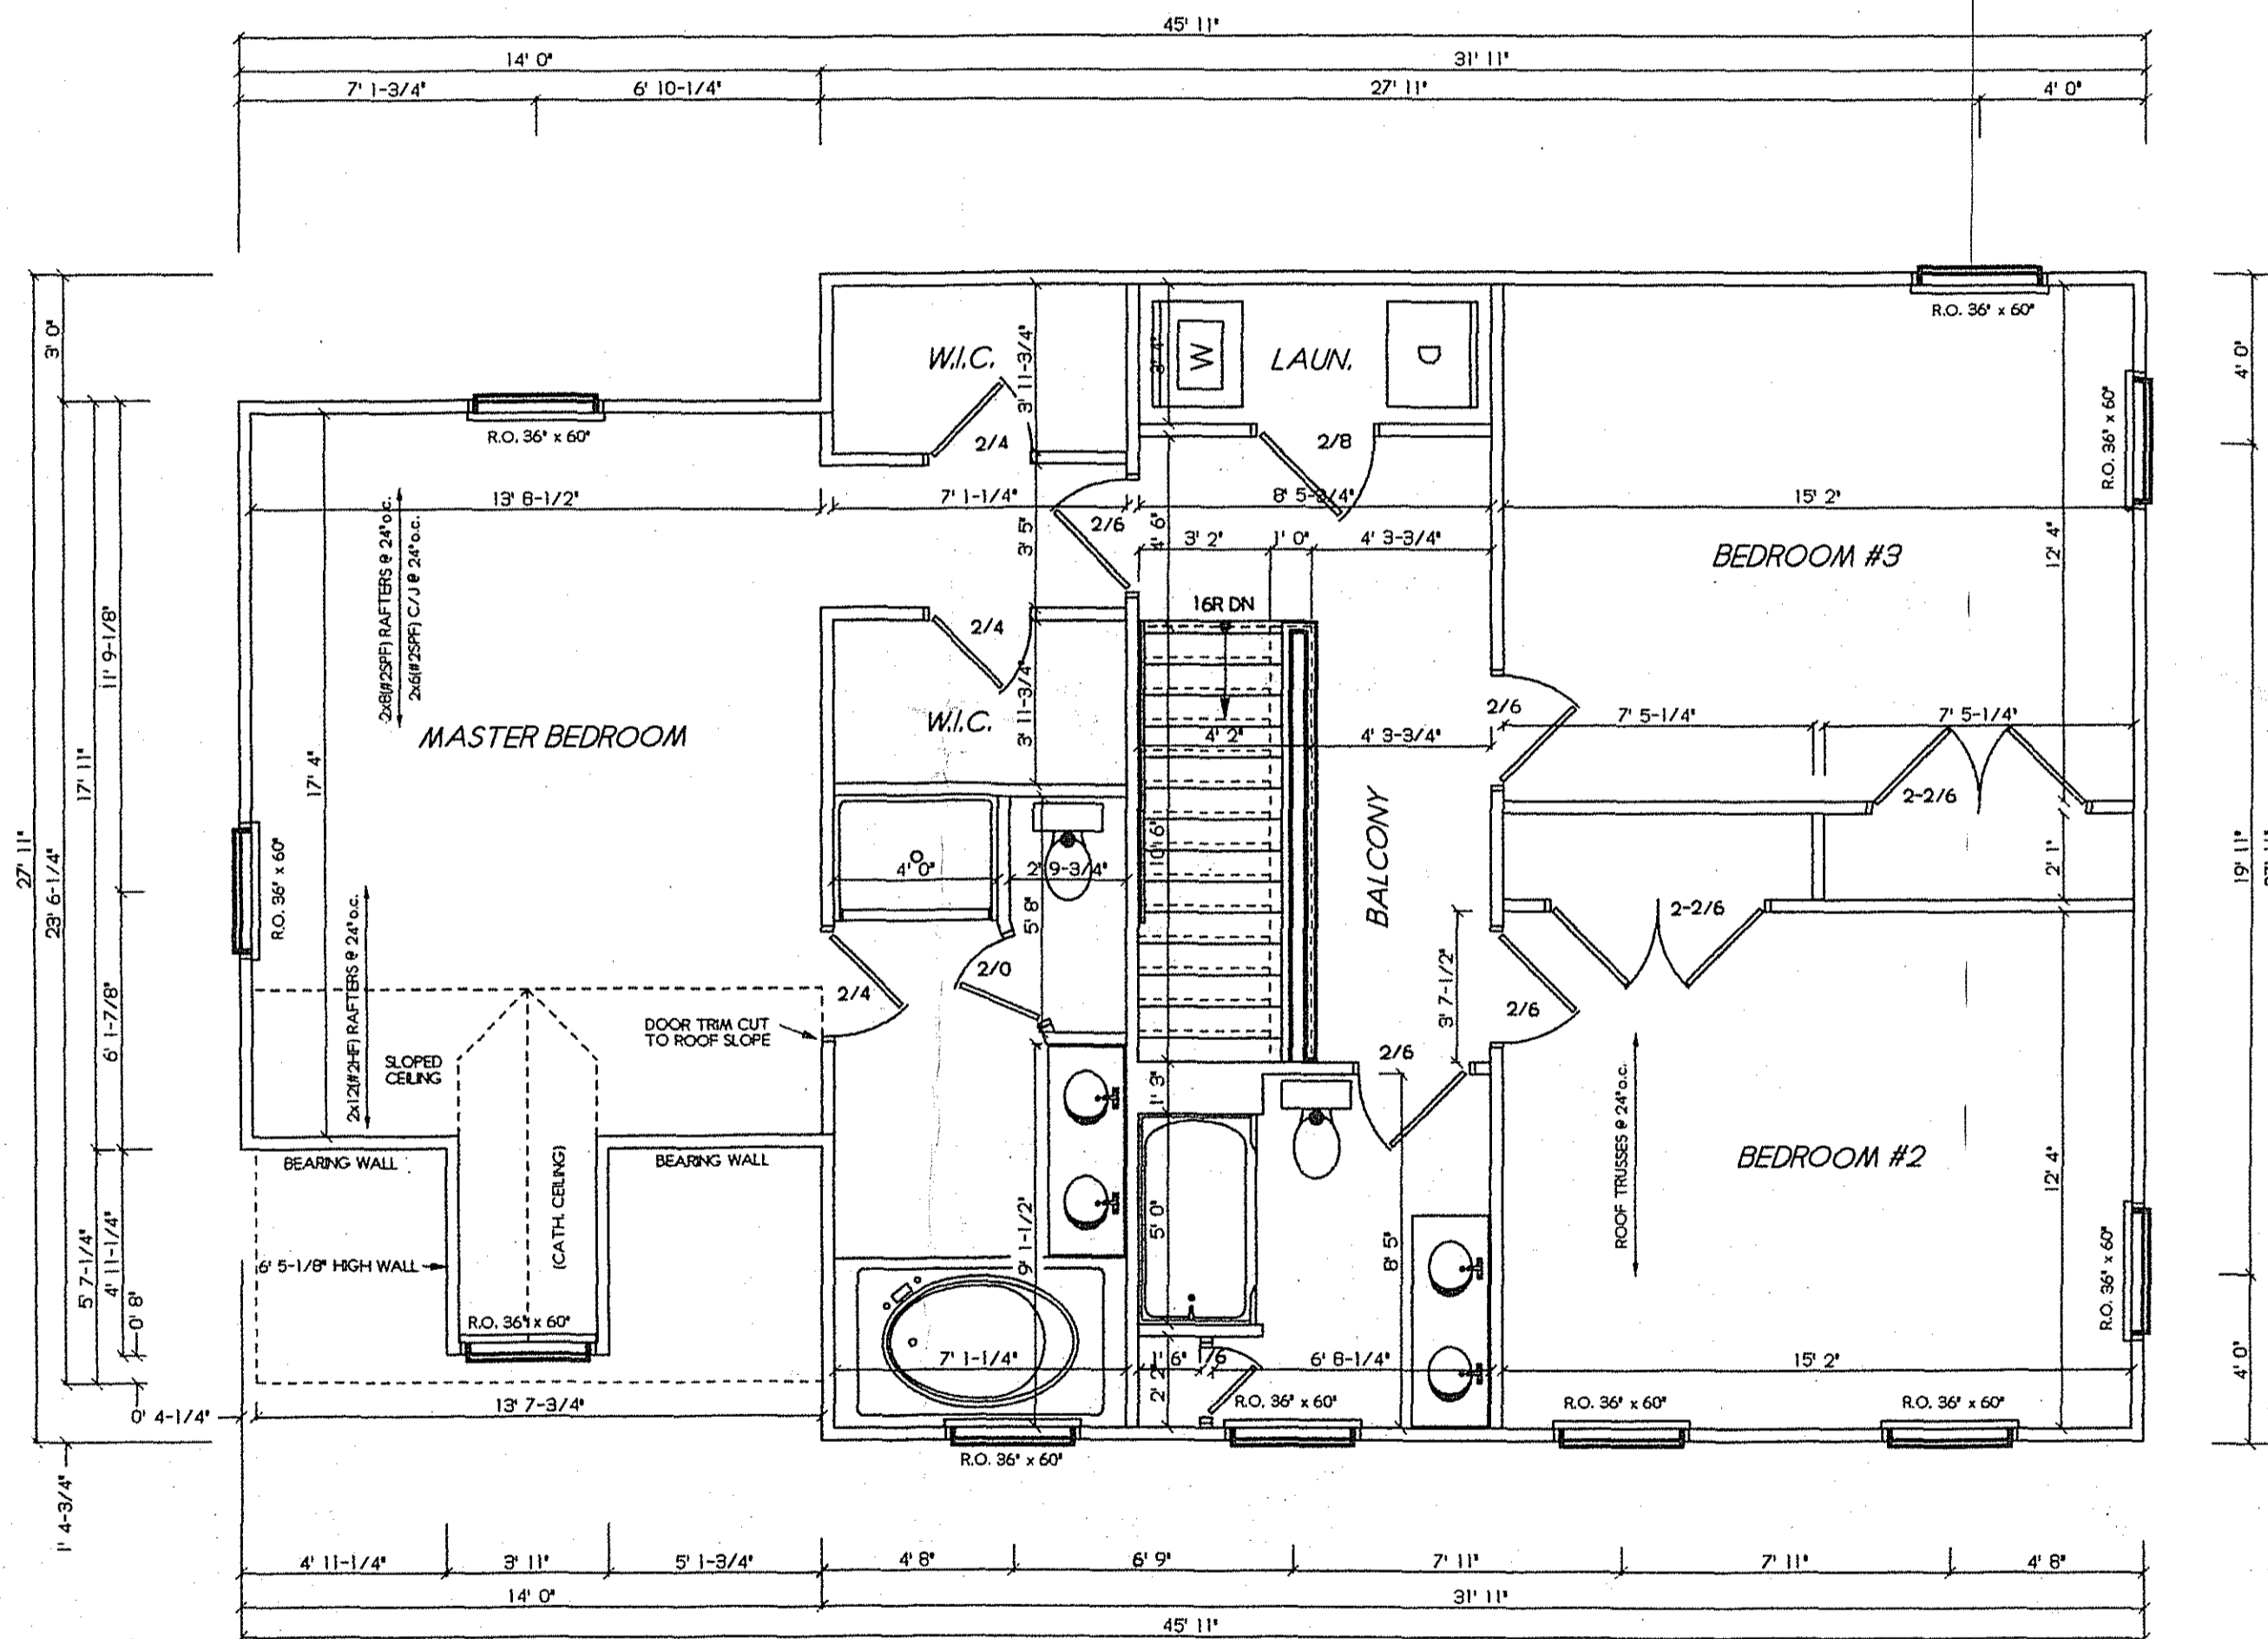 45' 11"
14' 0"
31' 11"
7' 1-3/4"
6' 10-1/4"
27' 11"
4' 0"
3' 0"
27' 11"
23' 6-1/4"
17' 11"
11' 9-1/8"
6' 1-7/8"
5' 7-1/4"
4' 11-1/4"
0' 8"
0' 4-1/4"
1' 4-3/4"
R.O. 36" x 60"
W.I.C.
3' 11-3/4"
2/4
3' 4"
W
LAUN.
D
2/8
R.O. 36" x 60"
R.O. 36" x 60"
4' 0"
13' 8-1/2"
7' 1-1/4"
8' 5-3/4"
15' 2"
2x8(#2SPF) RAFTERS @ 24"o.c.
2x6(#2SPF) C/J @ 24"o.c.
3' 5"
2/6
4' 6"
3' 2"
1' 0"
4' 3-3/4"
BEDROOM #3
12' 4"
16R DN
2/4
W.I.C.
3' 11-3/4"
MASTER BEDROOM
17' 4"
4' 2"
4' 3-3/4"
2/6
7' 5-1/4"
7' 5-1/4"
2-2/6
BALCONY
10' 6"
R.O. 36" x 60"
4' 0"
2' 9-3/4"
5' 8"
2' 1"
2-2/6
19' 11"
2x12(#2HF) RAFTERS @ 24"o.c.
2/4
2/0
3' 7-1/2"
2/6
DOOR TRIM CUT
TO ROOF SLOPE
SLOPED
CEILING
2/6
1' 3"
ROOF TRUSSES @ 24"o.c.
BEARING WALL
BEARING WALL
(CATH. CEILING)
BEDROOM #2
12' 4"
6' 5-1/8" HIGH WALL
9' 1-1/2"
5' 0"
8' 5"
R.O. 36" x 60"
4' 0"
R.O. 36" x 60"
7' 1-1/4"
1' 6"
1/6
6' 8-1/4"
15' 2"
2' 2"
13' 7-3/4"
R.O. 36" x 60"
R.O. 36" x 60"
R.O. 36" x 60"
R.O. 36" x 60"
4' 11-1/4"
3' 11"
5' 1-3/4"
4' 8"
6' 9"
7' 11"
7' 11"
4' 8"
14' 0"
31' 11"
45' 11"